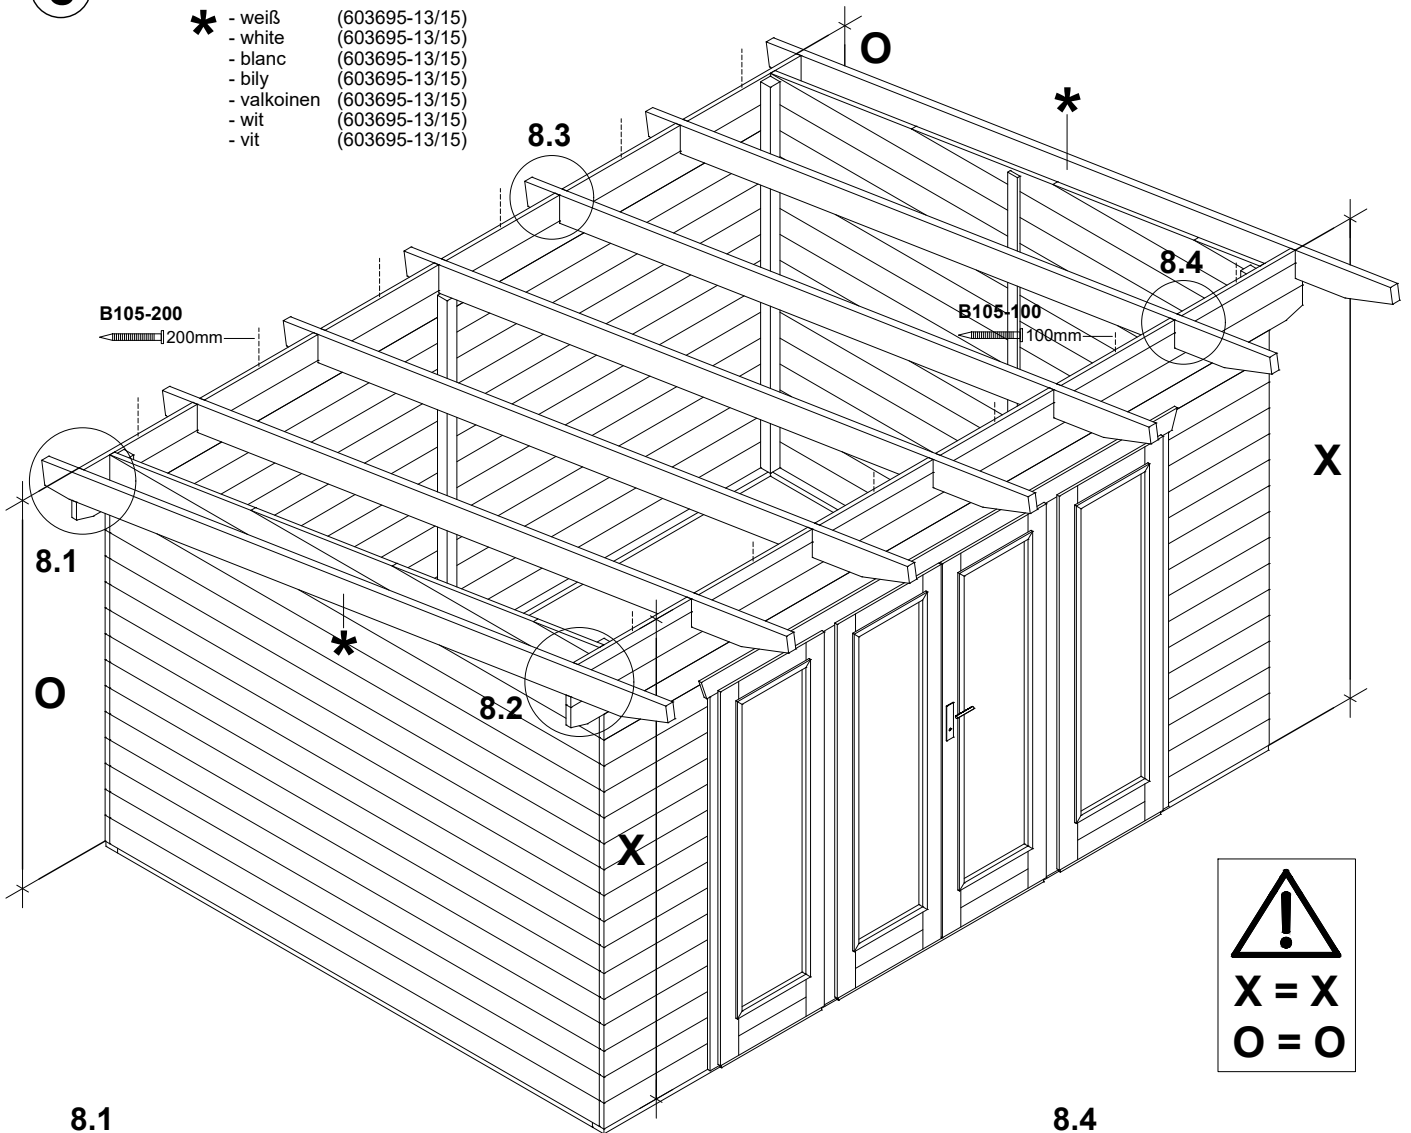 * - weiß (603695-13/15)
- white (603695-13/15)
- blanc (603695-13/15)
- bily (603695-13/15)
- valkoinen (603695-13/15)
- wit (603695-13/15)
- vit (603695-13/15)
O
*
8.3
8.4
B105-200
200mm
B105-100
100mm
X
8.1
*
O
8.2
X
!
X = X
O = O
8.1
8.4